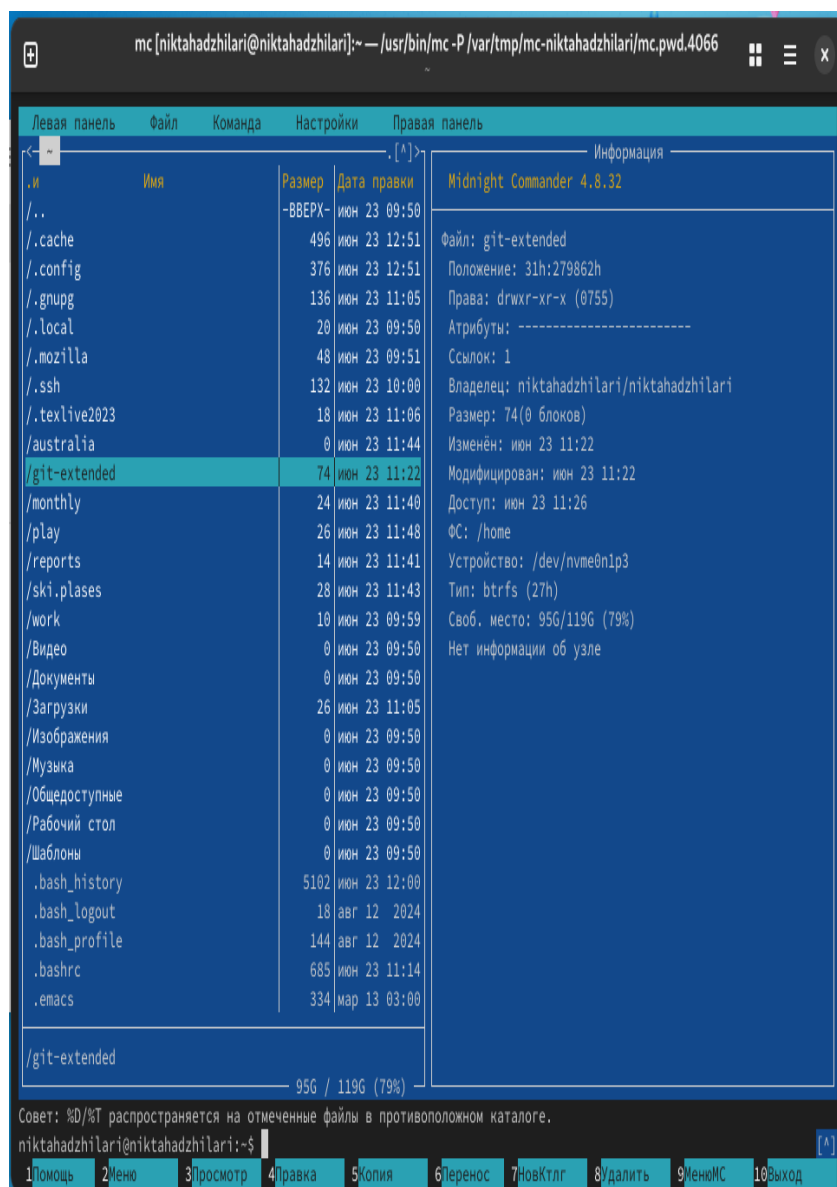 mc [niktahadzhilari@niktahadzhilari]:~ — /usr/bin/mc -P /var/tmp/mc-niktahadzhilari/mc.pwd.4066
~
Левая панель Файл Команда Настройки Правая панель
<─ ~ .[^]>
.и Имя Размер Дата правки
/.. -ВВЕРХ- июн 23 09:50
/.cache 496 июн 23 12:51
/.config 376 июн 23 12:51
/.gnupg 136 июн 23 11:05
/.local 20 июн 23 09:50
/.mozilla 48 июн 23 09:51
/.ssh 132 июн 23 10:00
/.texlive2023 18 июн 23 11:06
/australia 0 июн 23 11:44
/git-extended 74 июн 23 11:22
/monthly 24 июн 23 11:40
/play 26 июн 23 11:48
/reports 14 июн 23 11:41
/ski.plases 28 июн 23 11:43
/work 10 июн 23 09:59
/Видео 0 июн 23 09:50
/Документы 0 июн 23 09:50
/Загрузки 26 июн 23 11:05
/Изображения 0 июн 23 09:50
/Музыка 0 июн 23 09:50
/Общедоступные 0 июн 23 09:50
/Рабочий стол 0 июн 23 09:50
/Шаблоны 0 июн 23 09:50
.bash_history 5102 июн 23 12:00
.bash_logout 18 авг 12 2024
.bash_profile 144 авг 12 2024
.bashrc 685 июн 23 11:14
.emacs 334 мар 13 03:00
/git-extended
95G / 119G (79%)
Информация
Midnight Commander 4.8.32
Файл: git-extended
Положение: 31h:279862h
Права: drwxr-xr-x (0755)
Атрибуты: -------------------------
Ссылок: 1
Владелец: niktahadzhilari/niktahadzhilari
Размер: 74(0 блоков)
Изменён: июн 23 11:22
Модифицирован: июн 23 11:22
Доступ: июн 23 11:26
ФС: /home
Устройство: /dev/nvme0n1p3
Тип: btrfs (27h)
Своб. место: 95G/119G (79%)
Нет информации об узле
Совет: %D/%T распространяется на отмеченные файлы в противоположном каталоге.
niktahadzhilari@niktahadzhilari:~$ [^]
1Помощь 2Меню 3Просмотр 4Правка 5Копия 6Перенос 7НовКтлг 8Удалить 9МенюМС 10Выход